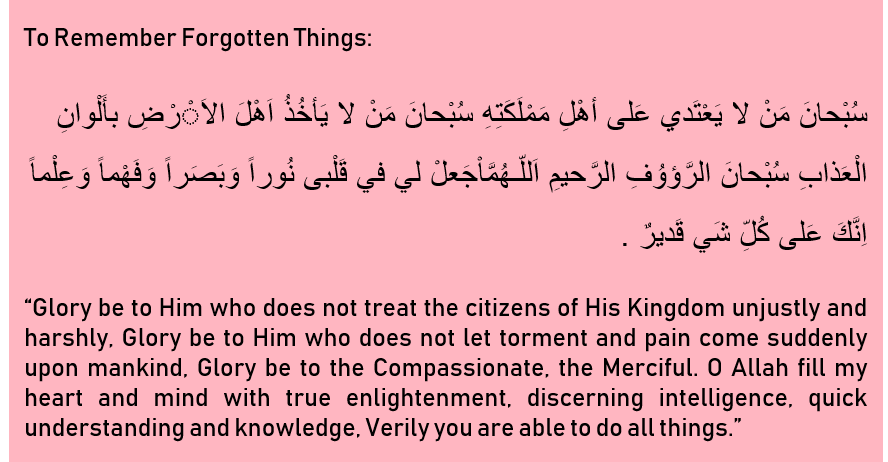 To Remember Forgotten Things:
سُبْحانَ مَنْ لا يَعْتَدي عَلى أهْلِ مَمْلَكَتِهِ سُبْحانَ مَنْ لا يَأخُذُ اَهْلَ الاَْرْضِ بأَلْوانِ
الْعَذابِ سُبْحانَ الرَّؤوُفِ الرَّحيمِ اَللّـهُمَّاْجَعلْ لي في قَلْبى نُوراً وَبَصَراً وَفَهْماً وَعِلْماً
اِنَّكَ عَلى كُلِّ شَي قَديرٌ .
“Glory be to Him who does not treat the citizens of His Kingdom unjustly and
harshly, Glory be to Him who does not let torment and pain come suddenly
upon mankind, Glory be to the Compassionate, the Merciful. O Allah fill my
heart and mind with true enlightenment, discerning intelligence, quick
understanding and knowledge, Verily you are able to do all things.”